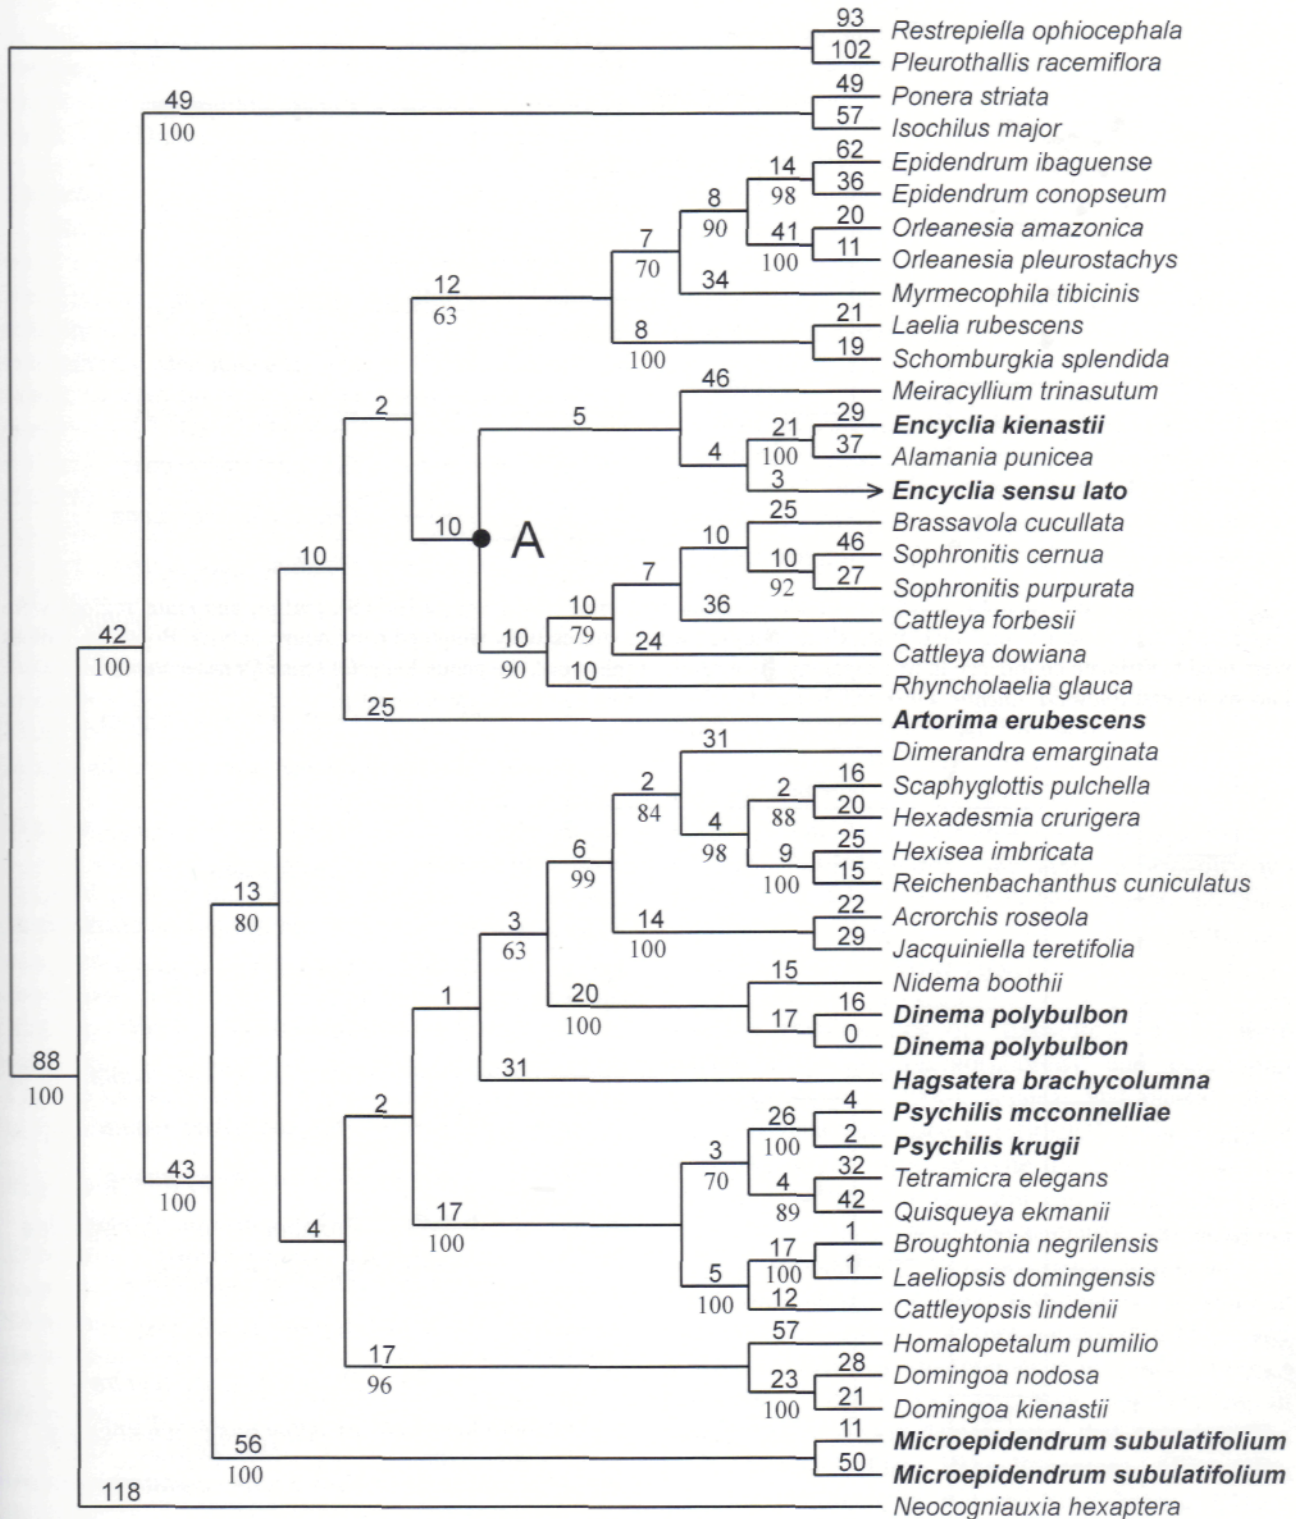 93 Restrepiella ophiocephala
102 Pleurothallis racemiflora
49 Ponera striata
49
100
57 Isochilus major
62 Epidendrum ibaguense
14
98
36 Epidendrum conopseum
8
90
20 Orleanesia amazonica
41
100
11 Orleanesia pleurostachys
7
70
34 Myrmecophila tibicinis
12
63
21 Laelia rubescens
8
100
19 Schomburgkia splendida
46 Meiracyllium trinasutum
2
5
29 Encyclia kienastii
21
100
37 Alamania punicea
4
3 Encyclia sensu lato
25 Brassavola cucullata
10 A
10
46 Sophronitis cernua
10
92
27 Sophronitis purpurata
10
7
36 Cattleya forbesii
10
79
24 Cattleya dowiana
42
100
10
90
10 Rhyncholaelia glauca
25 Artorima erubescens
31 Dimerandra emarginata
2
84
16 Scaphyglottis pulchella
2
88
20 Hexadesmia crurigera
4
98
25 Hexisea imbricata
6
99
9
100
15 Reichenbachanthus cuniculatus
13
80
22 Acrorchis roseola
3
63
14
100
29 Jacquiniella teretifolia
15 Nidema boothii
1
20
100
16 Dinema polybulbon
17
0 Dinema polybulbon
88
100
31 Hagsatera brachycolumna
2
4 Psychilis mcconnelliae
26
100
2 Psychilis krugii
3
70
32 Tetramicra elegans
43
100
4
89
42 Quisqueya ekmanii
17
100
4
1 Broughtonia negrilensis
17
100
1 Laeliopsis domingensis
5
100
12 Cattleyopsis lindenii
57 Homalopetalum pumilio
17
96
28 Domingoa nodosa
23
100
21 Domingoa kienastii
11 Microepidendrum subulatifolium
56
100
50 Microepidendrum subulatifolium
118 Neocogniauxia hexaptera